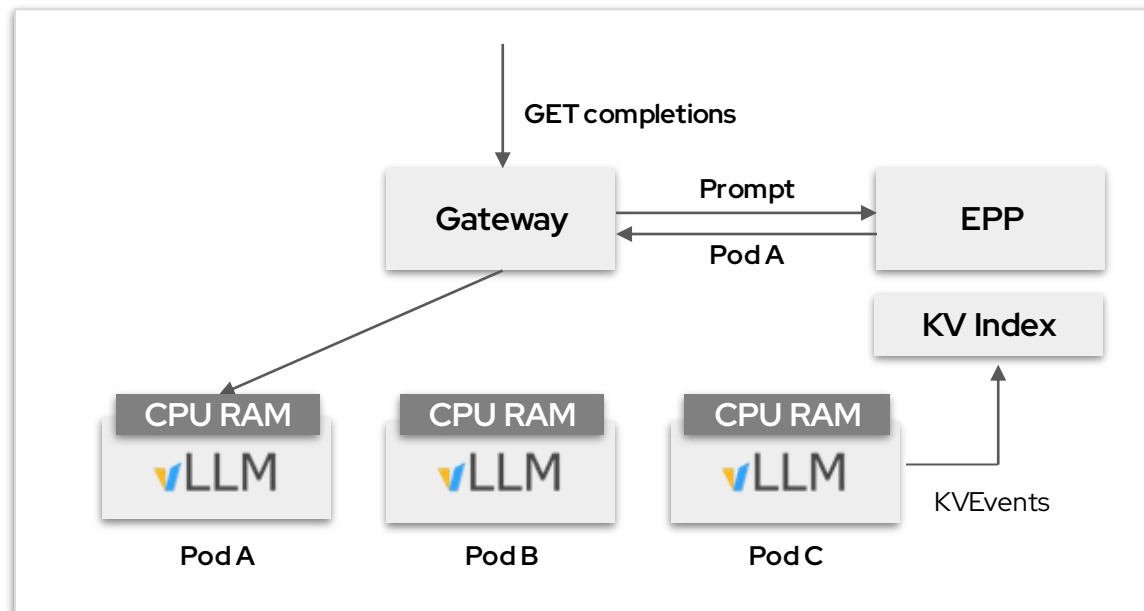 GET completions
Gateway
Prompt
EPP
Pod A
KV Index
CPU RAM
CPU RAM
CPU RAM
vLLM
vLLM
vLLM
KVEvents
Pod A
Pod B
Pod C